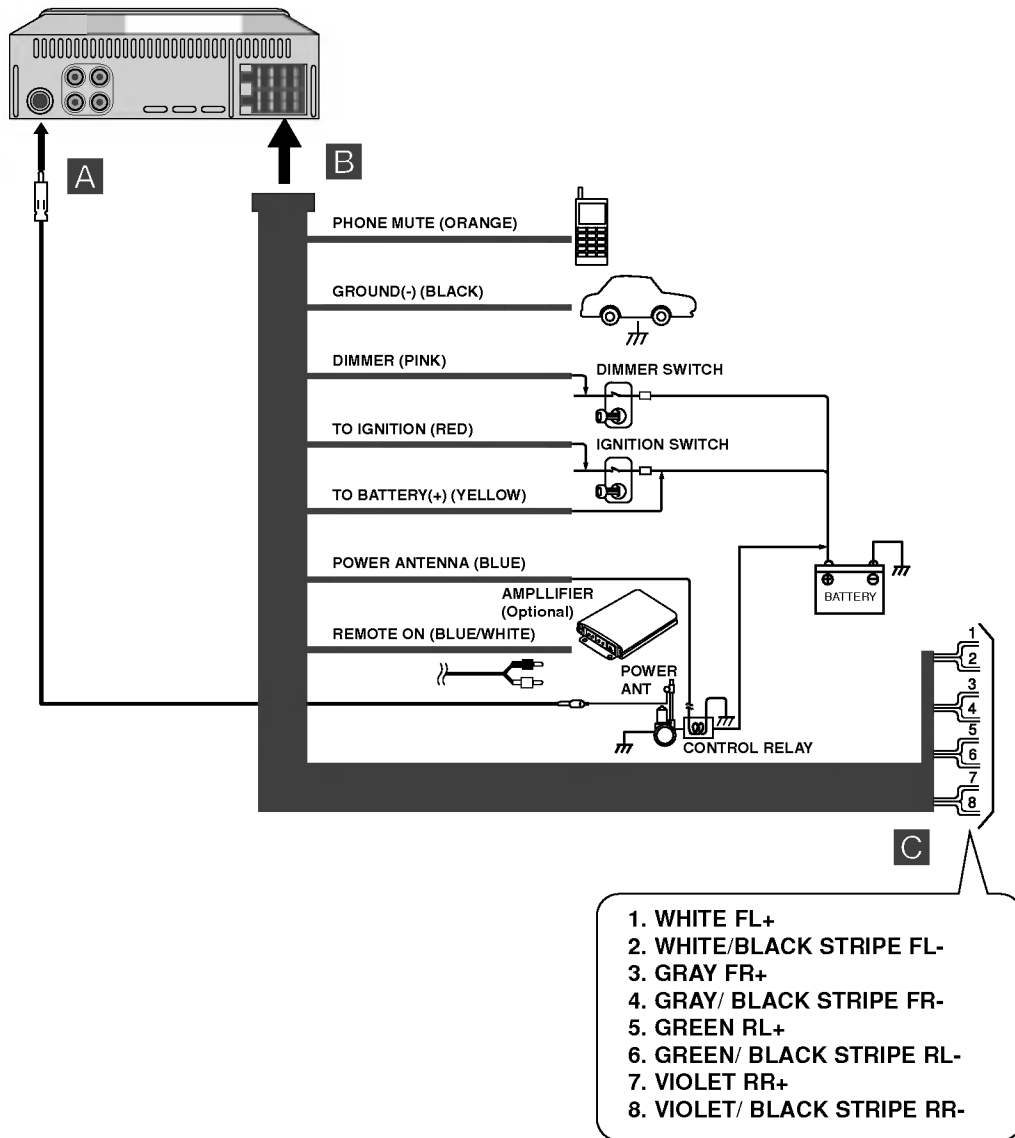 A
B
PHONE MUTE (ORANGE)
GROUND(-) (BLACK)
DIMMER (PINK)
DIMMER SWITCH
TO IGNITION (RED)
IGNITION SWITCH
TO BATTERY(+) (YELLOW)
POWER ANTENNA (BLUE)
BATTERY
AMPLLIFIER
(Optional)
REMOTE ON (BLUE/WHITE)
POWER
ANT
CONTROL RELAY
1
2
3
4
5
6
7
8
C
1. WHITE FL+
2. WHITE/BLACK STRIPE FL-
3. GRAY FR+
4. GRAY/ BLACK STRIPE FR-
5. GREEN RL+
6. GREEN/ BLACK STRIPE RL-
7. VIOLET RR+
8. VIOLET/ BLACK STRIPE RR-